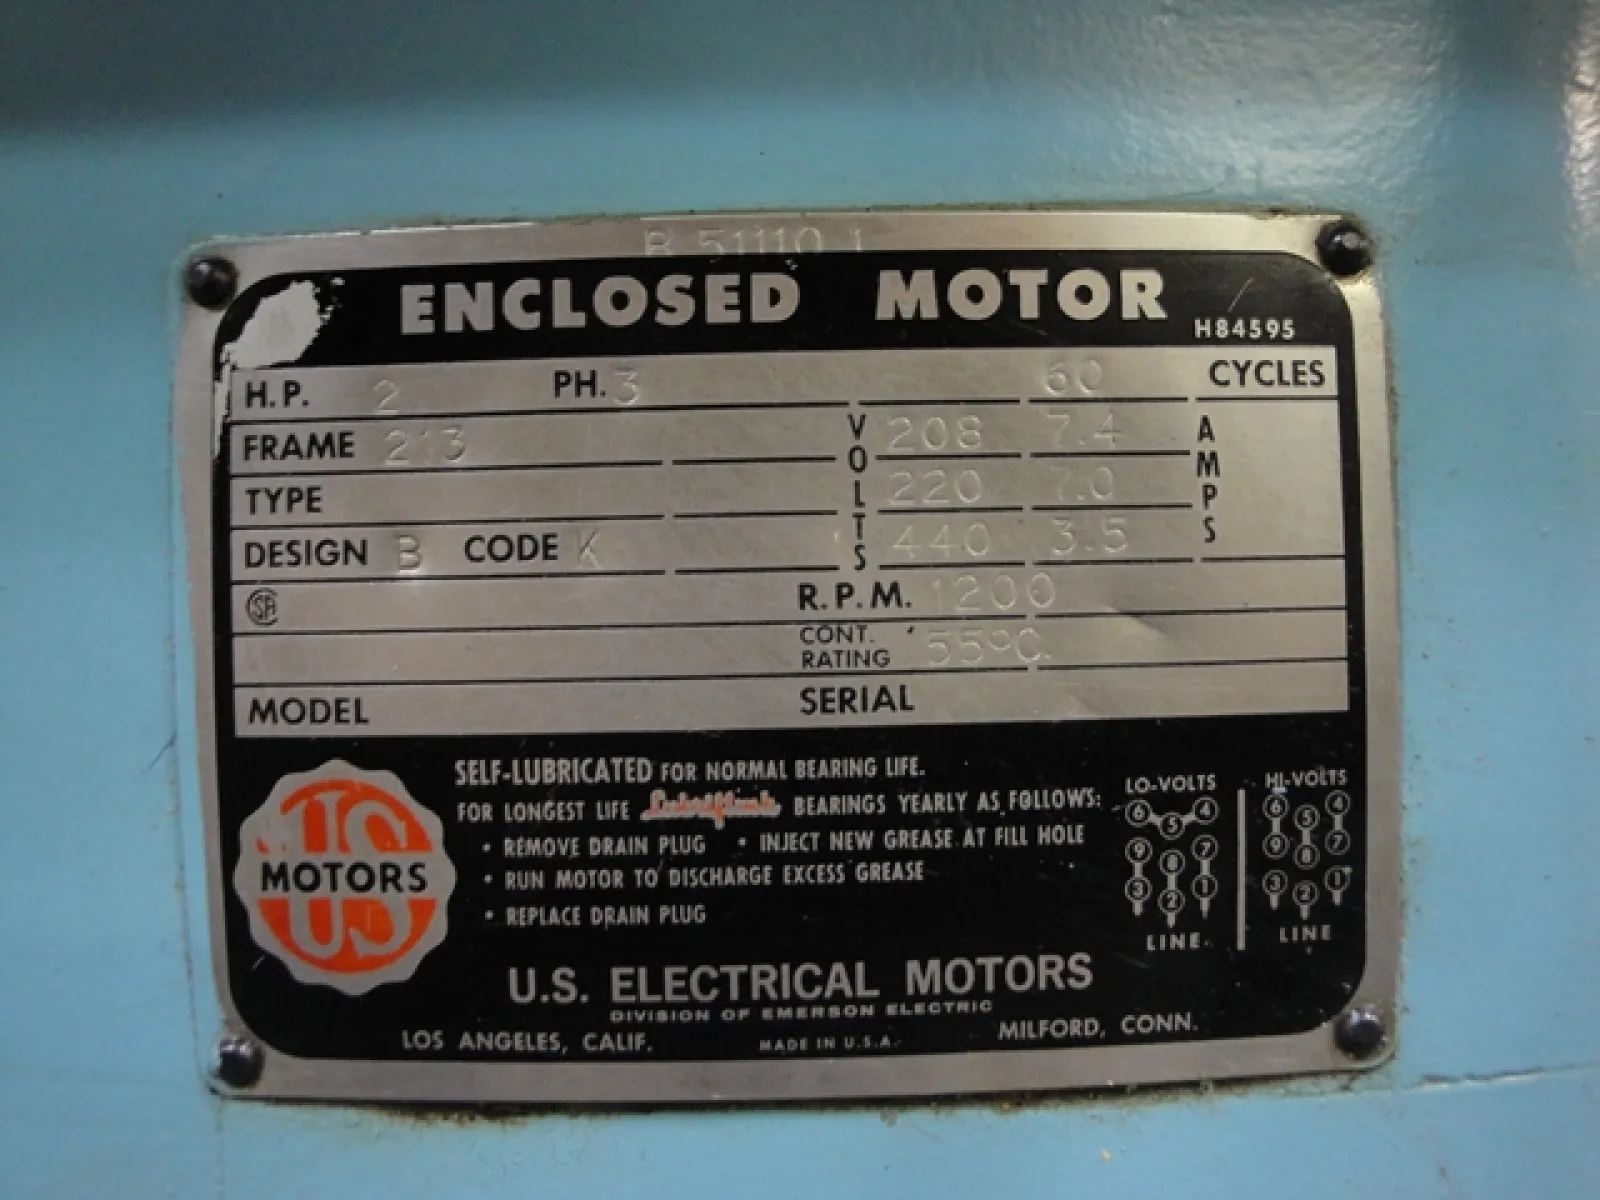 B 51110 1
ENCLOSED MOTOR
H84595
H.P. 2 PH. 3 60 CYCLES
FRAME 213 VOLTS 208 7.4 AMPS
TYPE 220 7.0
DESIGN B CODE K 440 3.5
SA R.P.M. 1200
CONT. RATING 55°C.
MODEL SERIAL
SELF-LUBRICATED FOR NORMAL BEARING LIFE.
FOR LONGEST LIFE Lubriflush BEARINGS YEARLY AS FOLLOWS:
• REMOVE DRAIN PLUG • INJECT NEW GREASE AT FILL HOLE
• RUN MOTOR TO DISCHARGE EXCESS GREASE
• REPLACE DRAIN PLUG
US
MOTORS
LO-VOLTS
6 4
5
9 8 7
3 2 1
LINE
HI-VOLTS
6 5 4
9 8 7
3 2 1
LINE
U.S. ELECTRICAL MOTORS
DIVISION OF EMERSON ELECTRIC
LOS ANGELES, CALIF. MADE IN U.S.A. MILFORD, CONN.